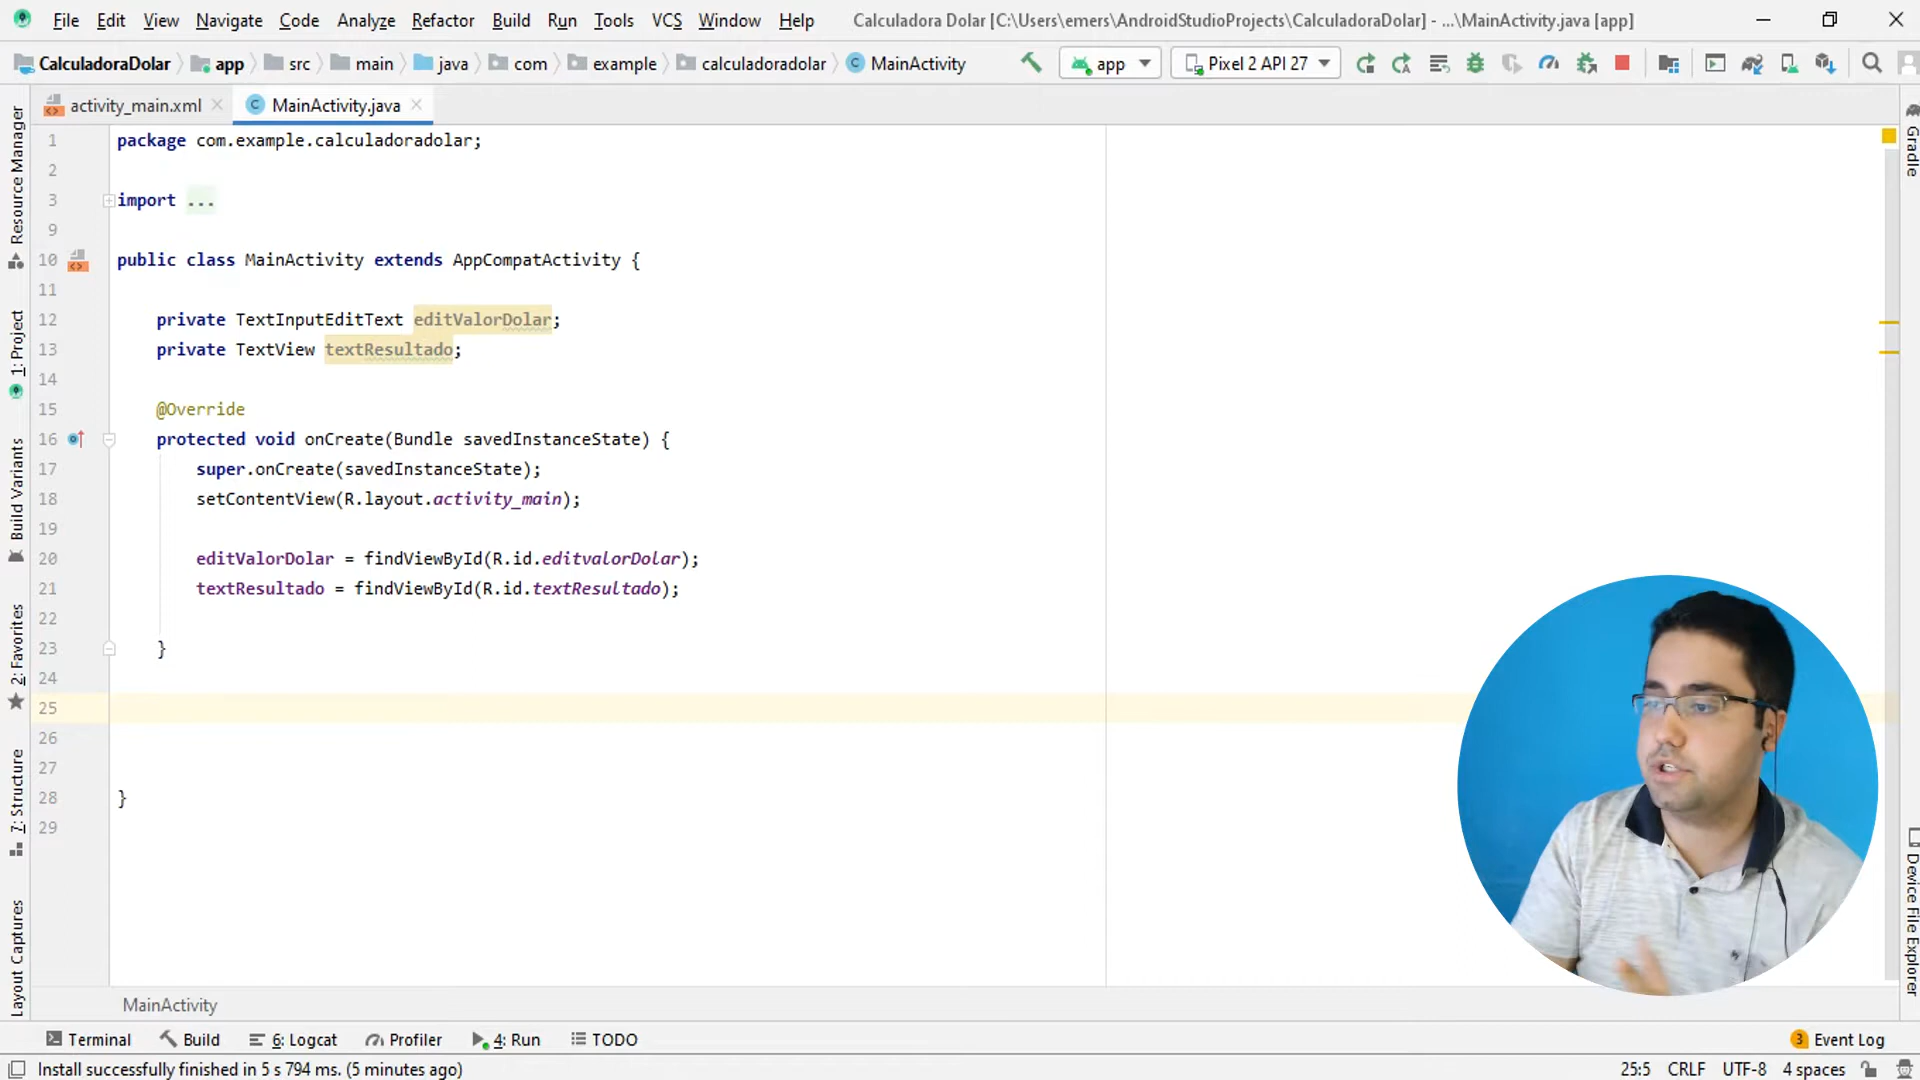 File Edit View Navigate Code Analyze Refactor Build Run Tools VCS Window Help Calculadora Dolar [C:\Users\emers\AndroidStudioProjects\CalculadoraDolar] - ...\MainActivity.java [app]
CalculadoraDolar app src main java com example calculadoradolar MainActivity app Pixel 2 API 27
activity_main.xml MainActivity.java
1 package com.example.calculadoradolar;
2
3 import ...
9
10 public class MainActivity extends AppCompatActivity {
11
12 private TextInputEditText editValorDolar;
13 private TextView textResultado;
14
15 @Override
16 protected void onCreate(Bundle savedInstanceState) {
17 super.onCreate(savedInstanceState);
18 setContentView(R.layout.activity_main);
19
20 editValorDolar = findViewById(R.id.editvalorDolar);
21 textResultado = findViewById(R.id.textResultado);
22
23 }
24
25
26
27
28 }
29
Resource Manager
1: Project
Build Variants
2: Favorites
7: Structure
Layout Captures
Gradle
Device File Explorer
MainActivity
Terminal Build 6: Logcat Profiler 4: Run TODO 3 Event Log
Install successfully finished in 5 s 794 ms. (5 minutes ago) 25:5 CRLF UTF-8 4 spaces